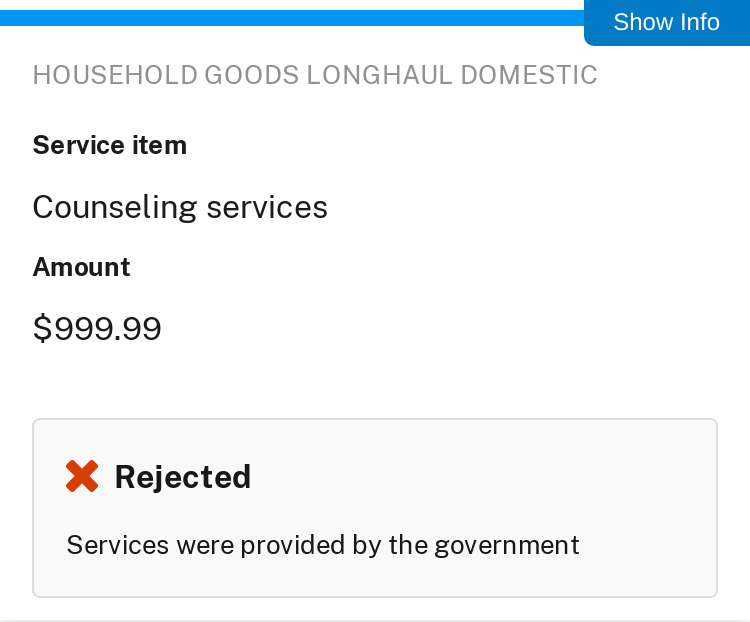 Show Info
HOUSEHOLD GOODS LONGHAUL DOMESTIC
Service item
Counseling services
Amount
$999.99
Rejected
Services were provided by the government